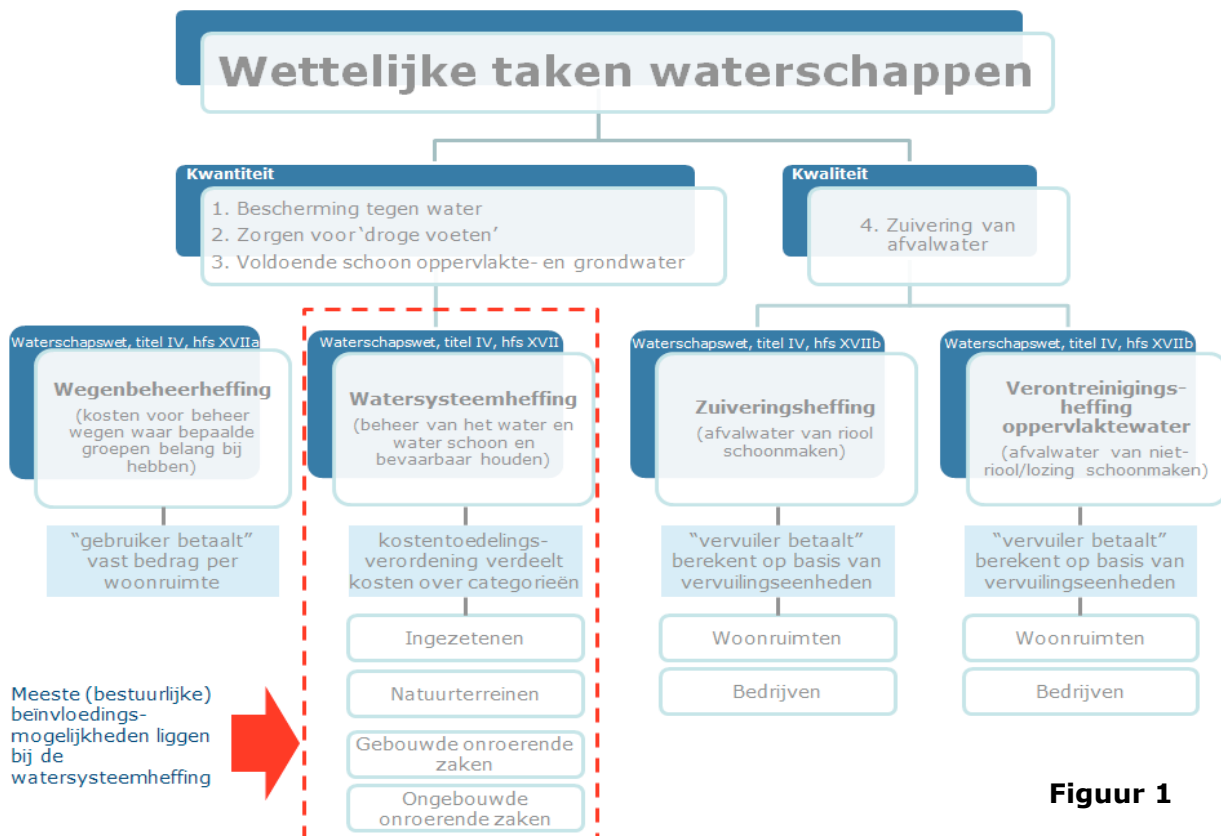 Wettelijke taken waterschappen
Kwantiteit
1. Bescherming tegen water
2. Zorgen voor ‘droge voeten’
3. Voldoende schoon oppervlakte- en grondwater
Kwaliteit
4. Zuivering van
afvalwater
Waterschapswet, titel IV, hfs XVIIa
Wegenbeheerheffing
(kosten voor beheer
wegen waar bepaalde
groepen belang bij
hebben)
“gebruiker betaalt”
vast bedrag per
woonruimte
Waterschapswet, titel IV, hfs XVII
Watersysteemheffing
(beheer van het water en
water schoon en
bevaarbaar houden)
kostentoedelings-
verordening verdeelt
kosten over categorieën
Ingezetenen
Natuurterreinen
Gebouwde onroerende
zaken
Ongebouwde
onroerende zaken
Waterschapswet, titel IV, hfs XVIIb
Zuiveringsheffing
(afvalwater van riool
schoonmaken)
“vervuiler betaalt”
berekent op basis van
vervuilingseenheden
Woonruimten
Bedrijven
Waterschapswet, titel IV, hfs XVIIb
Verontreinigings-
heffing
oppervlaktewater
(afvalwater van niet-
riool/lozing schoonmaken)
“vervuiler betaalt”
berekent op basis van
vervuilingseenheden
Woonruimten
Bedrijven
Meeste (bestuurlijke)
beïnvloedings-
mogelijkheden liggen
bij de
watersysteemheffing
Figuur 1